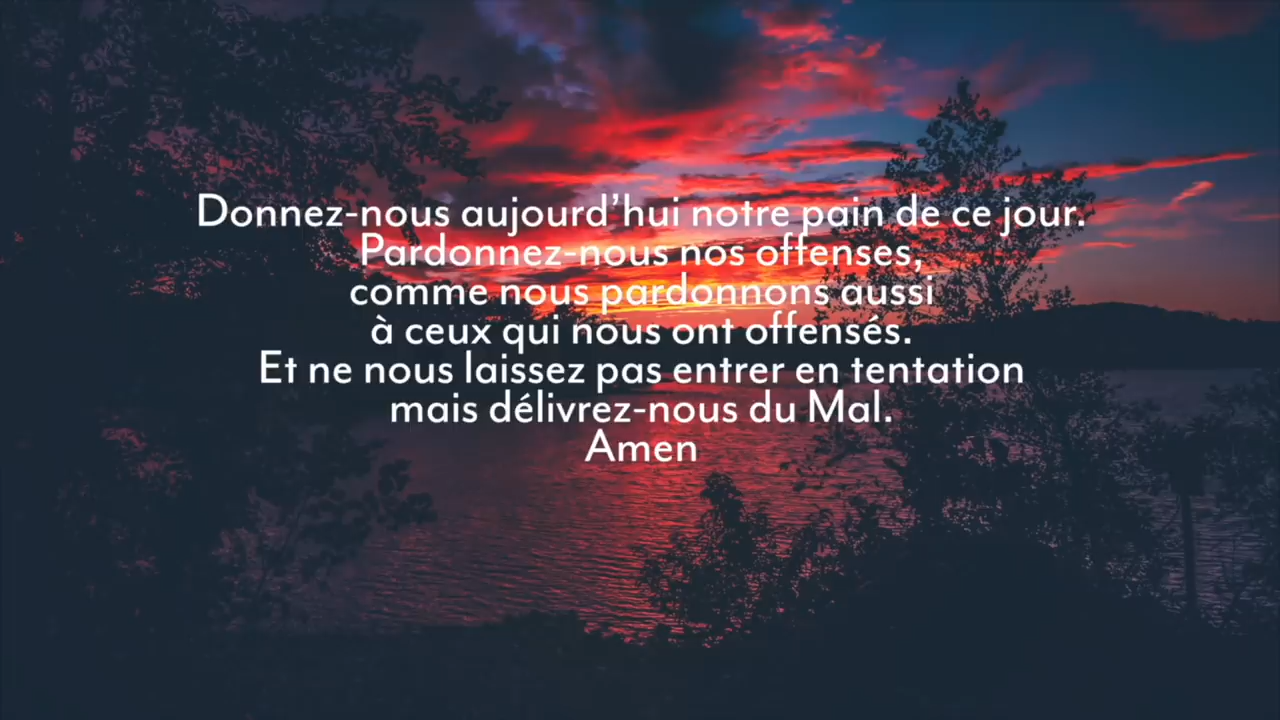 Donnez-nous aujourd’hui notre pain de ce jour.
Pardonnez-nous nos offenses,
comme nous pardonnons aussi
à ceux qui nous ont offensés.
Et ne nous laissez pas entrer en tentation
mais délivrez-nous du Mal.
Amen